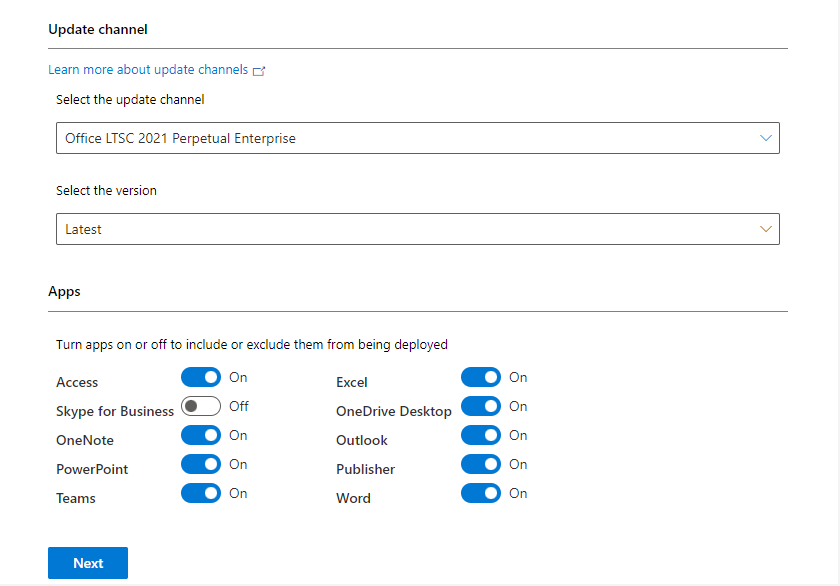 Update channel
Learn more about update channels
Select the update channel
Office LTSC 2021 Perpetual Enterprise
Select the version
Latest
Apps
Turn apps on or off to include or exclude them from being deployed
Access On Excel On
Skype for Business Off OneDrive Desktop On
OneNote On Outlook On
PowerPoint On Publisher On
Teams On Word On
Next